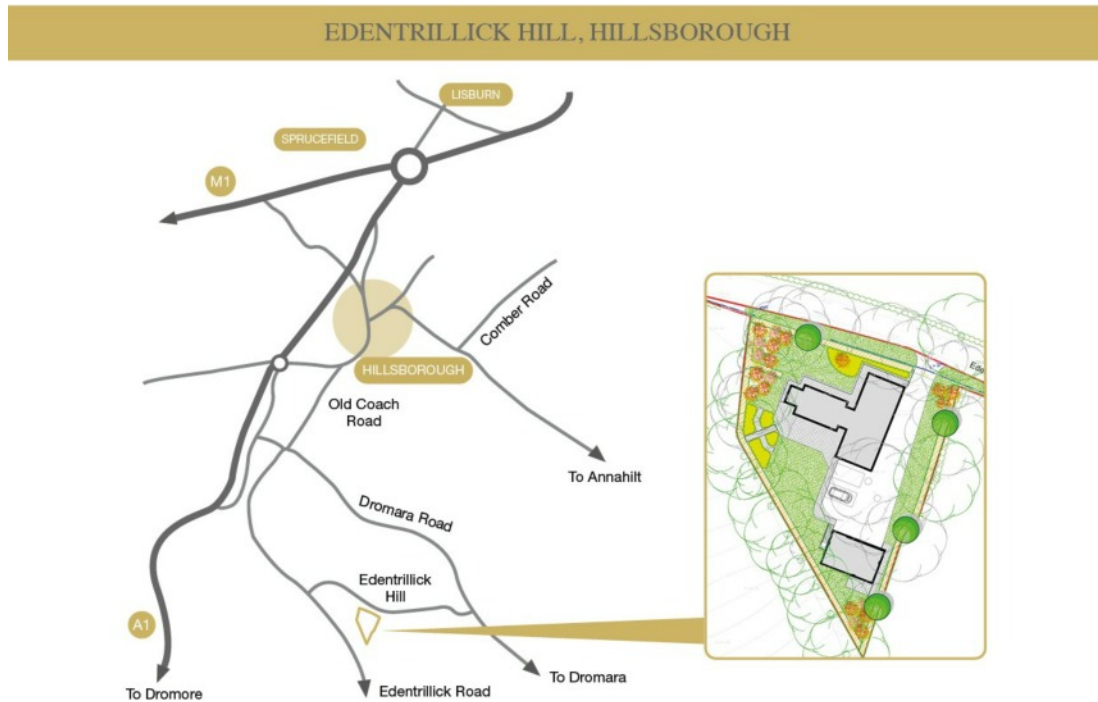 EDENTRILLICK HILL, HILLSBOROUGH
LISBURN
SPRUCEFIELD
M1
Comber Road
HILLSBOROUGH
Old Coach
Road
To Annahilt
Dromara Road
Edentrillick
Hill
A1
To Dromara
To Dromore
Edentrillick Road
Ede